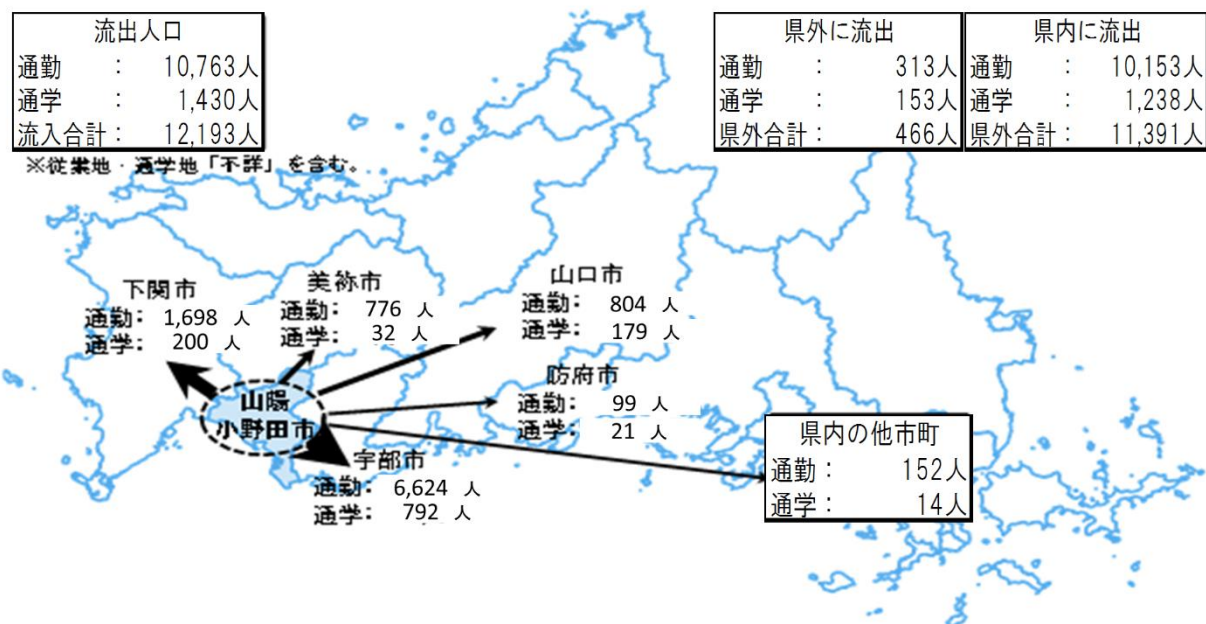 流出人口
通勤 : 10,763人
通学 : 1,430人
流入合計: 12,193人
※従業地・通学地「不詳」を含む。
県外に流出
通勤 : 313人
通学 : 153人
県外合計: 466人
県内に流出
通勤 : 10,153人
通学 : 1,238人
県外合計: 11,391人
下関市
通勤: 1,698 人
通学: 200 人
美祢市
通勤: 776 人
通学: 32 人
山口市
通勤: 804 人
通学: 179 人
防府市
通勤: 99 人
通学: 21 人
山陽
小野田市
宇部市
通勤: 6,624 人
通学: 792 人
県内の他市町
通勤: 152人
通学: 14人